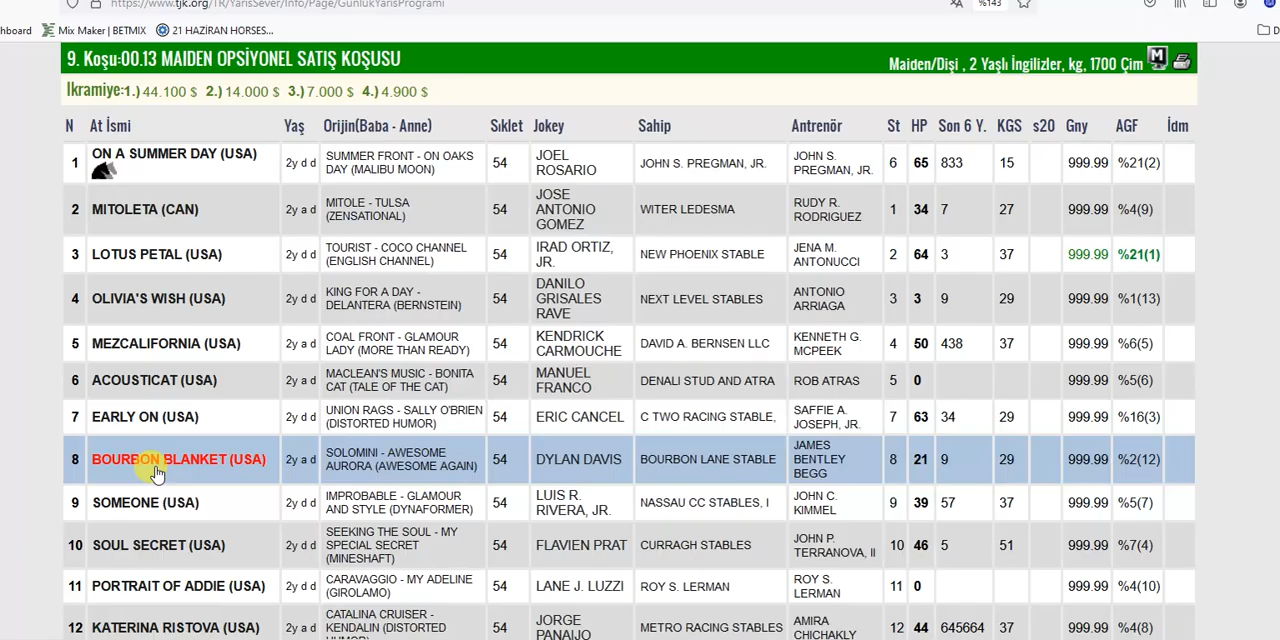 https://www.tjk.org/TR/YarisSever/Info/Page/GunlukYarisProgrami %143
hboard Mix Maker | BETMIX 21 HAZİRAN HORSES... D
9. Koşu:00.13 MAIDEN OPSİYONEL SATIŞ KOŞUSU Maiden/Dişi , 2 Yaşlı İngilizler, kg, 1700 Çim M
Ikramiye:1.) 44.100 $ 2.) 14.000 $ 3.) 7.000 $ 4.) 4.900 $
N At İsmi Yaş Orijin(Baba - Anne) Sıklet Jokey Sahip Antrenör St HP Son 6 Y. KGS s20 Gny AGF İdm
1 ON A SUMMER DAY (USA) 2y d d SUMMER FRONT - ON OAKS DAY (MALIBU MOON) 54 JOEL ROSARIO JOHN S. PREGMAN, JR. JOHN S. PREGMAN, JR. 6 65 833 15 999.99 %21(2)
2 MITOLETA (CAN) 2y a d MITOLE - TULSA (ZENSATIONAL) 54 JOSE ANTONIO GOMEZ WITER LEDESMA RUDY R. RODRIGUEZ 1 34 7 27 999.99 %4(9)
3 LOTUS PETAL (USA) 2y d d TOURIST - COCO CHANNEL (ENGLISH CHANNEL) 54 IRAD ORTIZ, JR. NEW PHOENIX STABLE JENA M. ANTONUCCI 2 64 3 37 999.99 %21(1)
4 OLIVIA'S WISH (USA) 2y d d KING FOR A DAY - DELANTERA (BERNSTEIN) 54 DANILO GRISALES RAVE NEXT LEVEL STABLES ANTONIO ARRIAGA 3 3 9 29 999.99 %1(13)
5 MEZCALIFORNIA (USA) 2y a d COAL FRONT - GLAMOUR LADY (MORE THAN READY) 54 KENDRICK CARMOUCHE DAVID A. BERNSEN LLC KENNETH G. MCPEEK 4 50 438 37 999.99 %6(5)
6 ACOUSTICAT (USA) 2y a d MACLEAN'S MUSIC - BONITA CAT (TALE OF THE CAT) 54 MANUEL FRANCO DENALI STUD AND ATRA ROB ATRAS 5 0 999.99 %5(6)
7 EARLY ON (USA) 2y d d UNION RAGS - SALLY O'BRIEN (DISTORTED HUMOR) 54 ERIC CANCEL C TWO RACING STABLE, SAFFIE A. JOSEPH, JR. 7 63 34 29 999.99 %16(3)
8 BOURBON BLANKET (USA) 2y a d SOLOMINI - AWESOME AURORA (AWESOME AGAIN) 54 DYLAN DAVIS BOURBON LANE STABLE JAMES BENTLEY BEGG 8 21 9 29 999.99 %2(12)
9 SOMEONE (USA) 2y d d IMPROBABLE - GLAMOUR AND STYLE (DYNAFORMER) 54 LUIS R. RIVERA, JR. NASSAU CC STABLES, I JOHN C. KIMMEL 9 39 57 37 999.99 %5(7)
10 SOUL SECRET (USA) 2y d d SEEKING THE SOUL - MY SPECIAL SECRET (MINESHAFT) 54 FLAVIEN PRAT CURRAGH STABLES JOHN P. TERRANOVA, II 10 46 5 51 999.99 %7(4)
11 PORTRAIT OF ADDIE (USA) 2y d d CARAVAGGIO - MY ADELINE (GIROLAMO) 54 LANE J. LUZZI ROY S. LERMAN ROY S. LERMAN 11 0 999.99 %4(10)
12 KATERINA RISTOVA (USA) 2y a d CATALINA CRUISER - KENDALIN (DISTORTED HUMOR) 54 JORGE PANAIJO METRO RACING STABLES AMIRA CHICHAKLY 12 44 645664 37 999.99 %4(8)